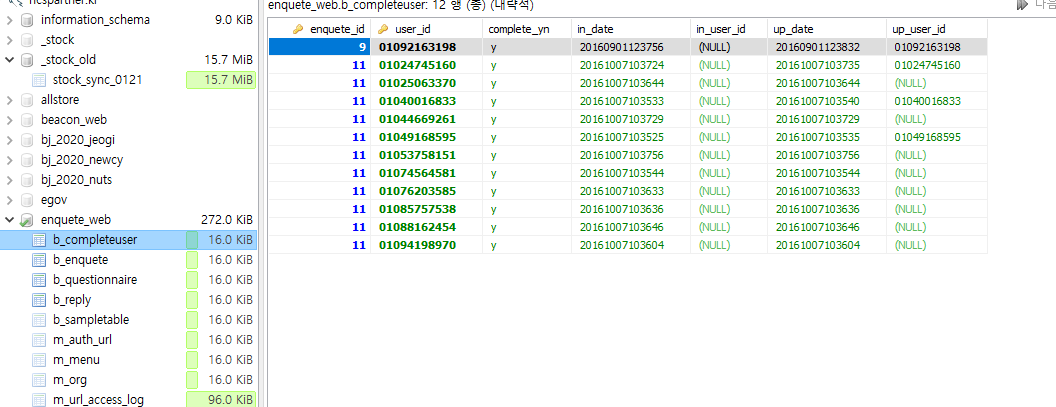 enquete_web.b_completeuser: 12 행 (총) (대략적)
다음
information_schema 9.0 KiB
_stock
_stock_old 15.7 MiB
stock_sync_0121 15.7 MiB
allstore
beacon_web
bj_2020_jeogi
bj_2020_newcy
bj_2020_nuts
egov
enquete_web 272.0 KiB
b_completeuser 16.0 KiB
b_enquete 16.0 KiB
b_questionnaire 16.0 KiB
b_reply 16.0 KiB
b_sampletable 16.0 KiB
m_auth_url 16.0 KiB
m_menu 16.0 KiB
m_org 16.0 KiB
m_url_access_log 96.0 KiB
enquete_id user_id complete_yn in_date in_user_id up_date up_user_id
9 01092163198 y 20160901123756 (NULL) 20160901123832 01092163198
11 01024745160 y 20161007103724 (NULL) 20161007103735 01024745160
11 01025063370 y 20161007103644 (NULL) 20161007103644 (NULL)
11 01040016833 y 20161007103533 (NULL) 20161007103540 01040016833
11 01044669261 y 20161007103729 (NULL) 20161007103729 (NULL)
11 01049168595 y 20161007103525 (NULL) 20161007103535 01049168595
11 01053758151 y 20161007103756 (NULL) 20161007103756 (NULL)
11 01074564581 y 20161007103544 (NULL) 20161007103544 (NULL)
11 01076203585 y 20161007103633 (NULL) 20161007103633 (NULL)
11 01085757538 y 20161007103636 (NULL) 20161007103636 (NULL)
11 01088162454 y 20161007103646 (NULL) 20161007103646 (NULL)
11 01094198970 y 20161007103604 (NULL) 20161007103604 (NULL)